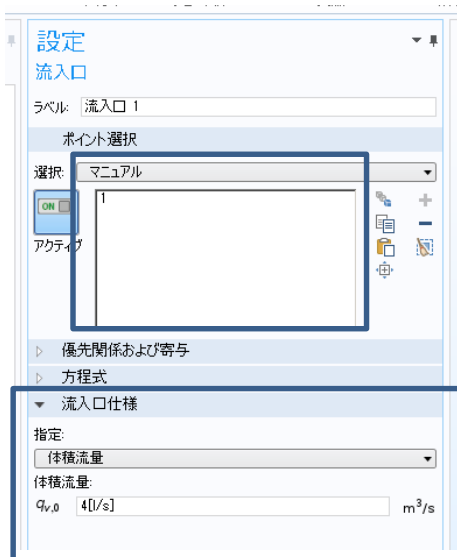 設定
流入口
ラベル: 流入口 1
ポイント選択
選択: マニュアル
1
ON
アクティブ
優先関係および寄与
方程式
流入口仕様
指定:
体積流量
体積流量:
qv,0 4[l/s] m³/s